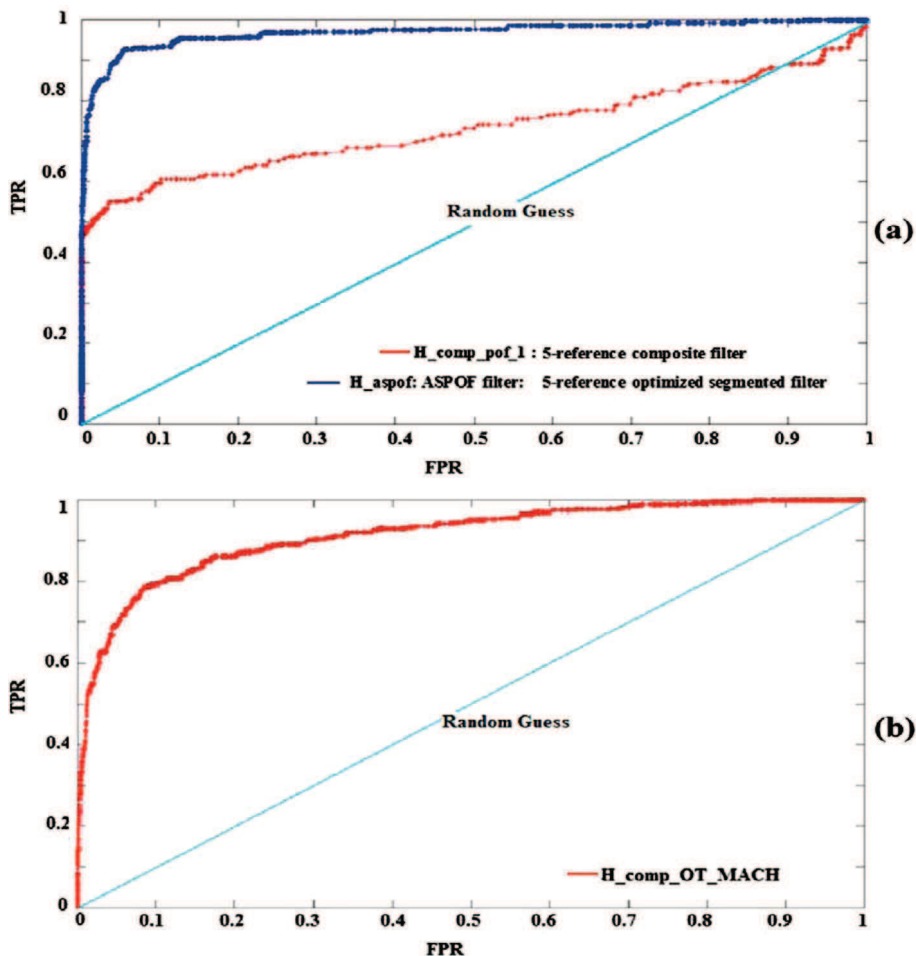 1
0.8
0.6
0.4
0.2
0
TPR
Random Guess
(a)
H_comp_pof_1 : 5-reference composite filter
H_aspof: ASPOF filter: 5-reference optimized segmented filter
0 0.1 0.2 0.3 0.4 0.5 0.6 0.7 0.8 0.9 1
FPR
1
0.8
0.6
0.4
0.2
0
TPR
Random Guess
(b)
H_comp_OT_MACH
0 0.1 0.2 0.3 0.4 0.5 0.6 0.7 0.8 0.9 1
FPR